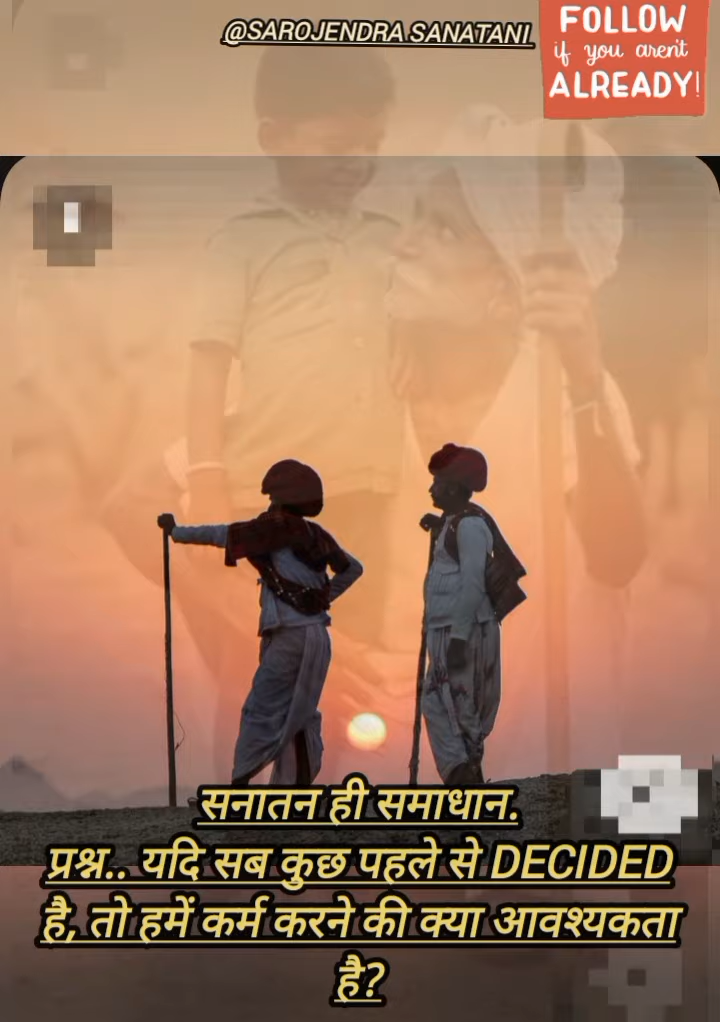 @SAROJENDRA SANATANI
FOLLOW
if you aren't
ALREADY!
सनातन ही समाधान.
प्रश्न.. यदि सब कुछ पहले से DECIDED
है, तो हमें कर्म करने की क्या आवश्यकता
है?